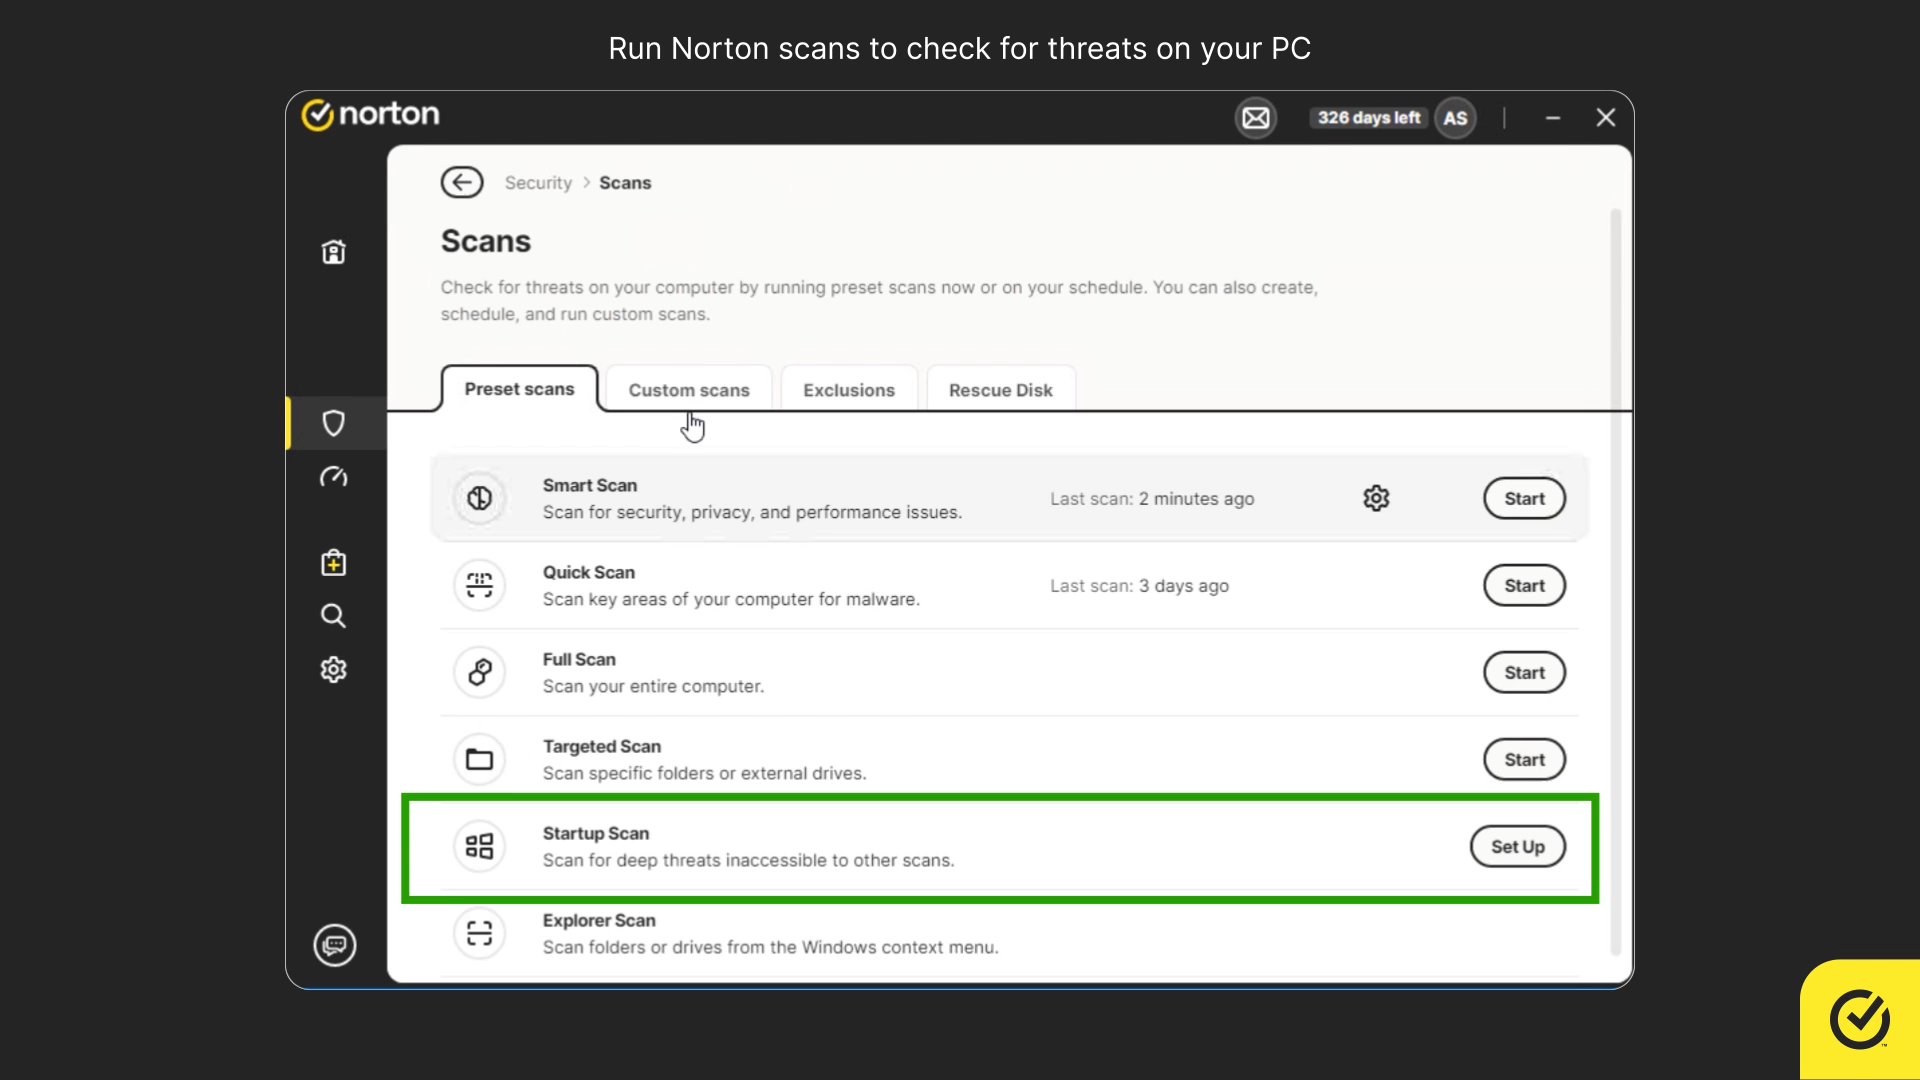 Run Norton scans to check for threats on your PC
norton
326 days left
AS
Security > Scans
Scans
Check for threats on your computer by running preset scans now or on your schedule. You can also create,
schedule, and run custom scans.
Preset scans
Custom scans
Exclusions
Rescue Disk
Smart Scan
Scan for security, privacy, and performance issues.
Last scan: 2 minutes ago
Start
Quick Scan
Scan key areas of your computer for malware.
Last scan: 3 days ago
Start
Full Scan
Scan your entire computer.
Start
Targeted Scan
Scan specific folders or external drives.
Start
Startup Scan
Scan for deep threats inaccessible to other scans.
Set Up
Explorer Scan
Scan folders or drives from the Windows context menu.